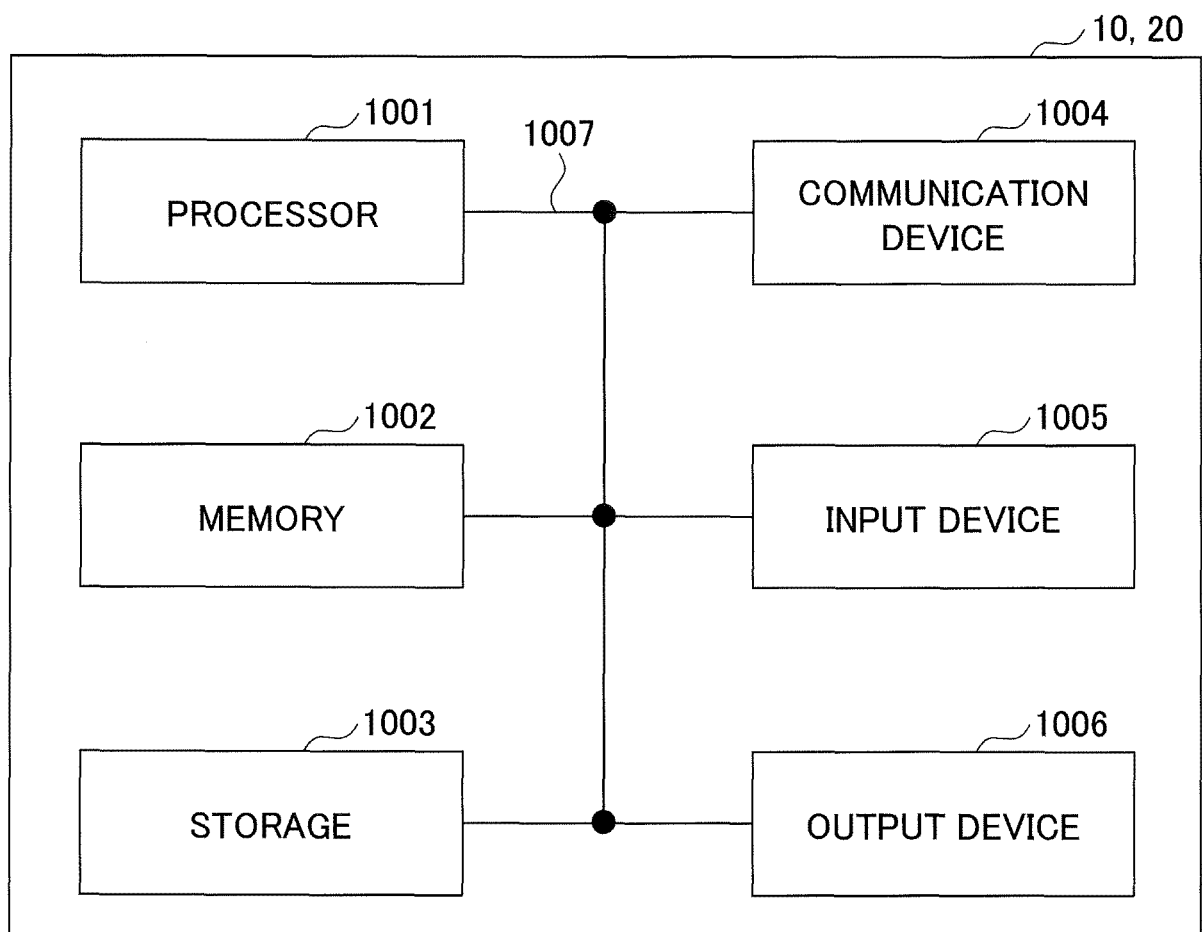 10, 20
1001
1007
1004
PROCESSOR
COMMUNICATION
DEVICE
1002
1005
MEMORY
INPUT DEVICE
1003
1006
STORAGE
OUTPUT DEVICE